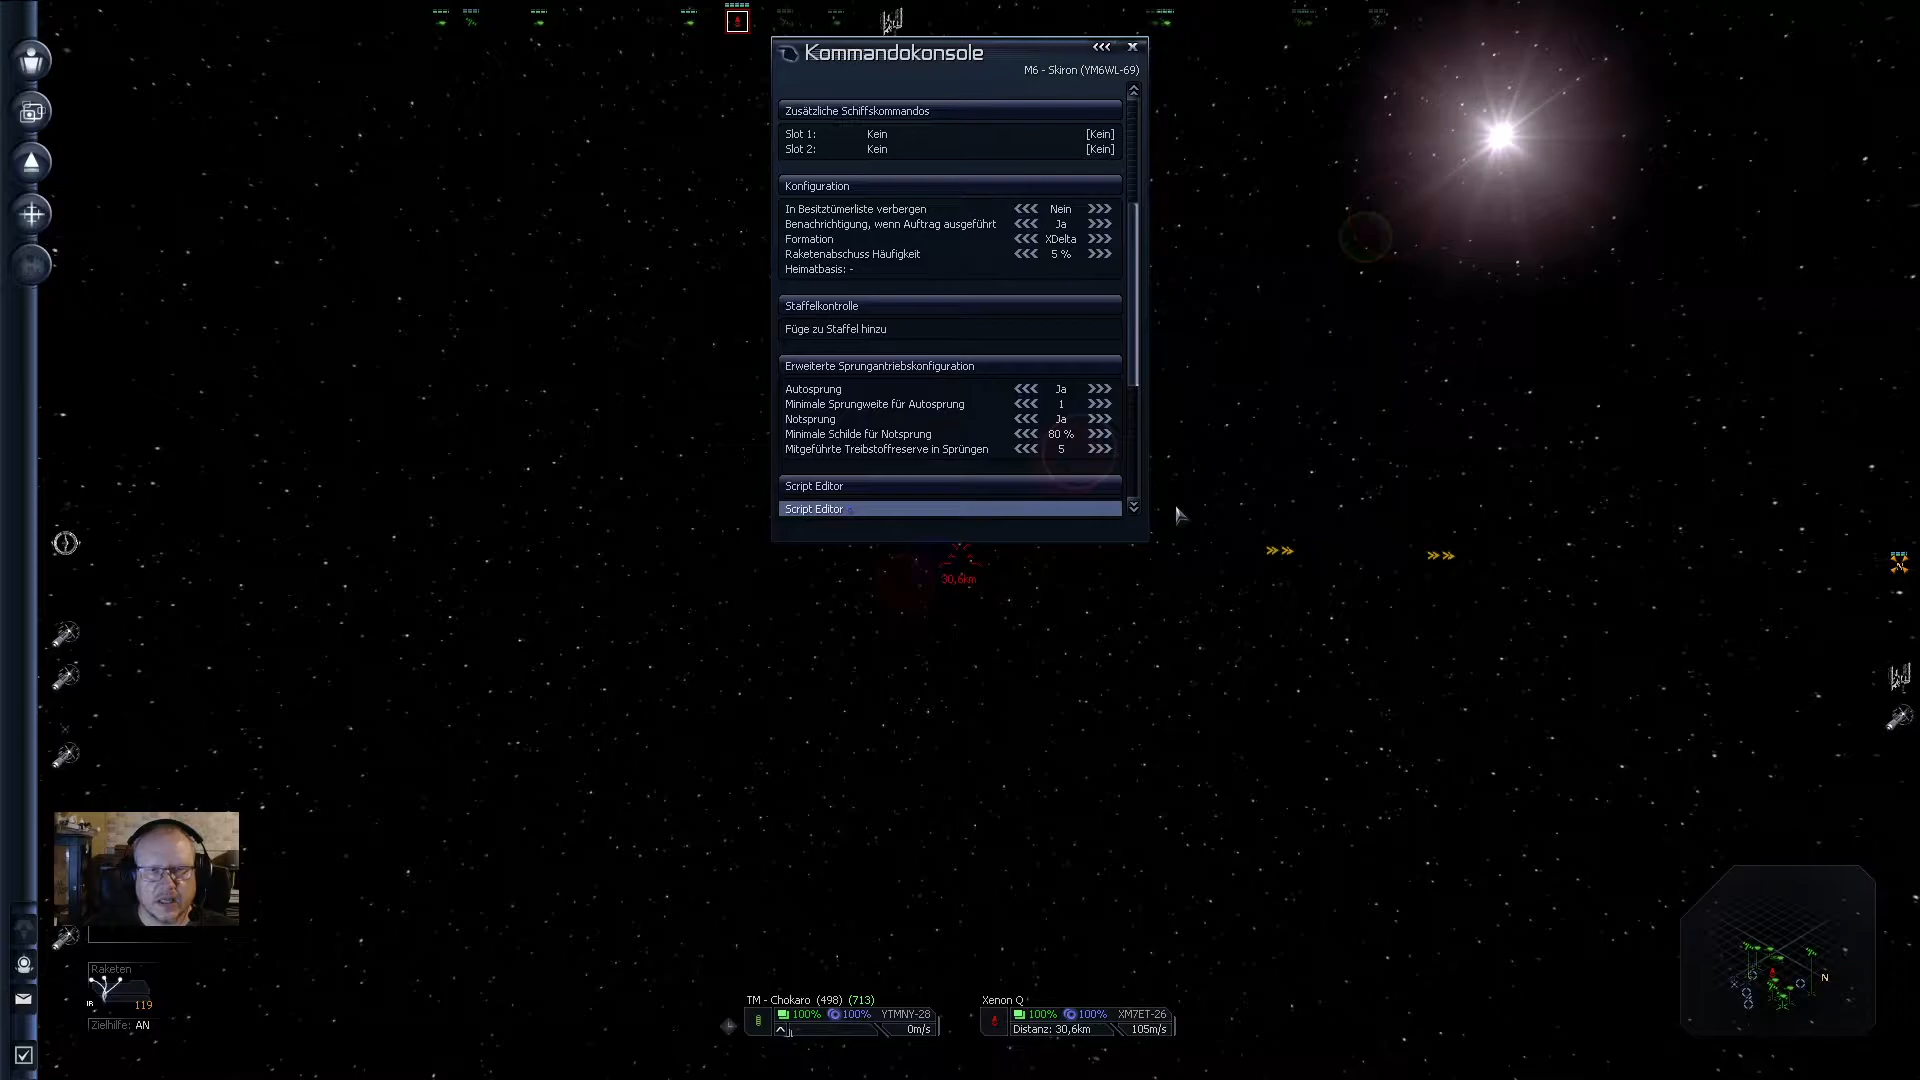 Kommandokonsole
M6 - Skiron (YM6WL-69)
Zusätzliche Schiffskommandos
Slot 1: Kein [Kein]
Slot 2: Kein [Kein]
Konfiguration
In Besitztümerliste verbergen Nein
Benachrichtigung, wenn Auftrag ausgeführt Ja
Formation XDelta
Raketenabschuss Häufigkeit 5 %
Heimatbasis: -
Staffelkontrolle
Füge zu Staffel hinzu
Erweiterte Sprungantriebskonfiguration
Autosprung Ja
Minimale Sprungweite für Autosprung 1
Notsprung Ja
Minimale Schilde für Notsprung 80 %
Mitgeführte Treibstoffreserve in Sprüngen 5
Script Editor
Script Editor
30,6km
N
N
Raketen
IR 119
Zielhilfe: AN
TM - Chokaro (498) (713)
100% 100% YTMNY-28
0m/s
Xenon Q
100% 100% XM7ET-26
Distanz: 30,6km 105m/s